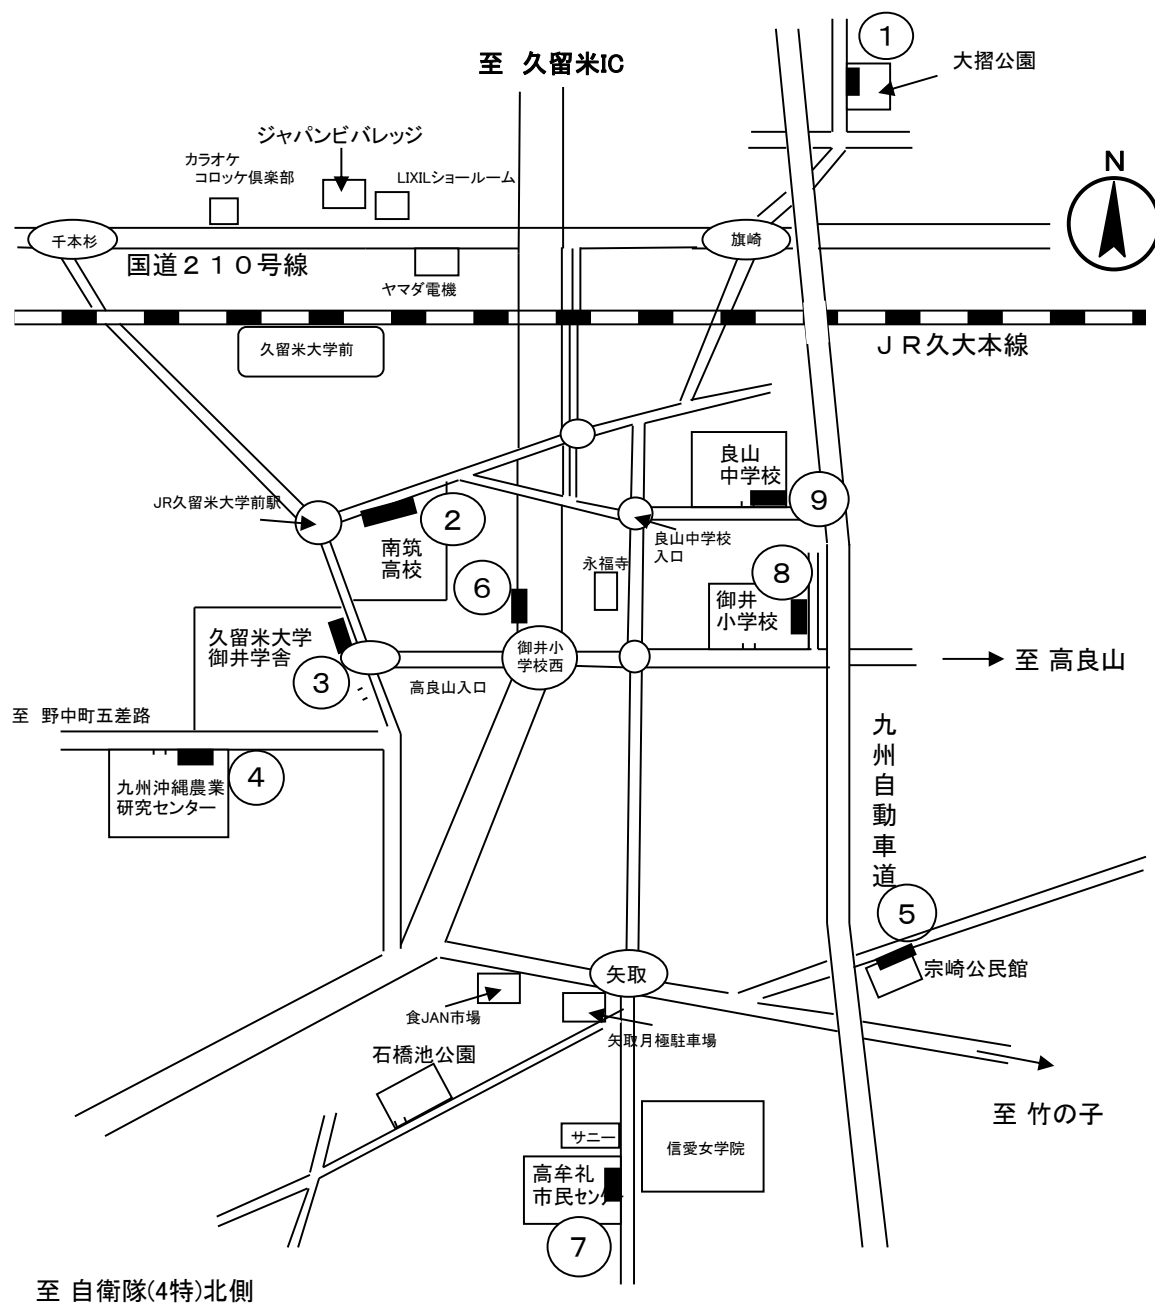 1
至 久留米IC
大摺公園
ジャパンビバレッジ
カラオケ
コロッケ倶楽部
LIXILショールーム
N
千本杉
旗崎
国道210号線
ヤマダ電機
久留米大学前
JR久大本線
良山
中学校
9
JR久留米大学前駅
2
南筑
高校
良山中学校
入口
永福寺
8
6
御井
小学校
久留米大学
御井学舎
御井小
学校西
至 高良山
3
高良山入口
至 野中町五差路
九州自動車道
4
九州沖縄農業
研究センター
5
宗崎公民館
矢取
食JAN市場
矢取月極駐車場
石橋池公園
至 竹の子
サニー
信愛女学院
高牟礼
市民センター
7
至 自衛隊(4特)北側